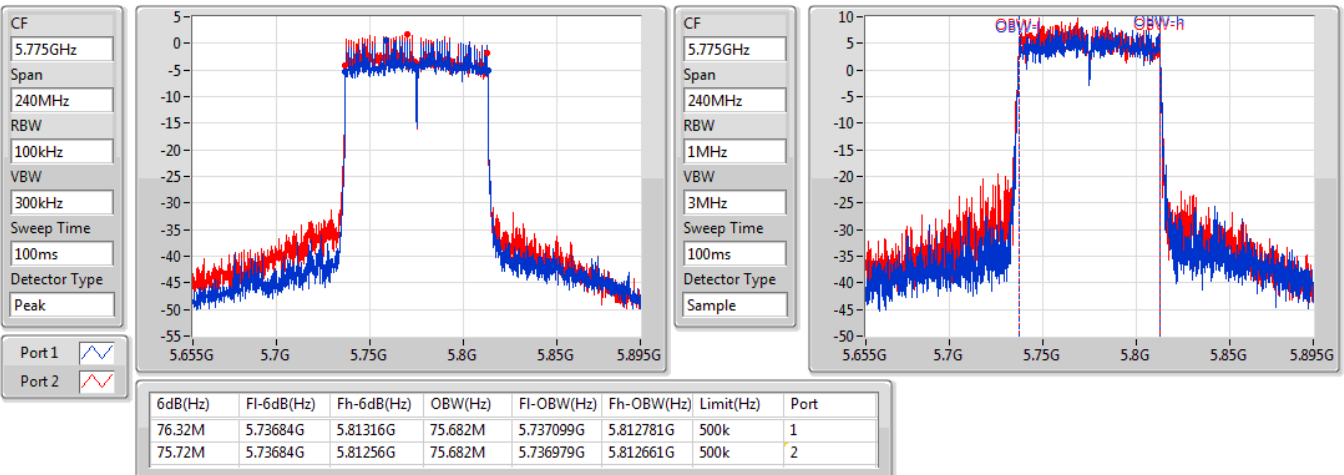 CF
5.775GHz
Span
240MHz
RBW
100kHz
VBW
300kHz
Sweep Time
100ms
Detector Type
Peak
Port 1
Port 2
5
0
-5
-10
-15
-20
-25
-30
-35
-40
-45
-50
-55
5.655G 5.7G 5.75G 5.8G 5.85G 5.895G
CF
5.775GHz
Span
240MHz
RBW
1MHz
VBW
3MHz
Sweep Time
100ms
Detector Type
Sample
OBW-l OBW-h
10
5
0
-5
-10
-15
-20
-25
-30
-35
-40
-45
-50
5.655G 5.7G 5.75G 5.8G 5.85G 5.895G
6dB(Hz) Fl-6dB(Hz) Fh-6dB(Hz) OBW(Hz) Fl-OBW(Hz) Fh-OBW(Hz) Limit(Hz) Port
76.32M 5.73684G 5.81316G 75.682M 5.737099G 5.812781G 500k 1
75.72M 5.73684G 5.81256G 75.682M 5.736979G 5.812661G 500k 2